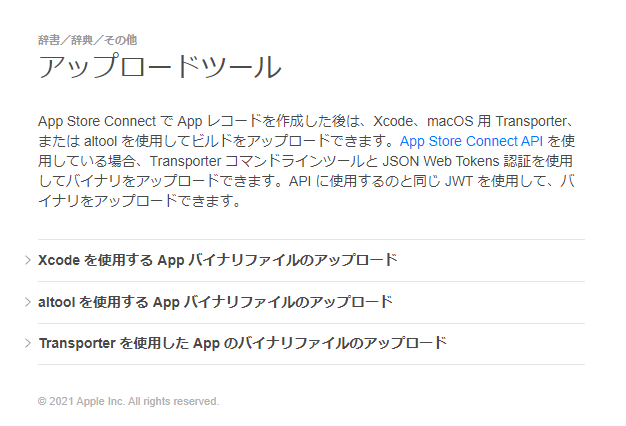 辞書／辞典／その他
アップロードツール
App Store Connect で App レコードを作成した後は、Xcode、macOS 用 Transporter、
または altool を使用してビルドをアップロードできます。App Store Connect API を使
用している場合、Transporter コマンドラインツールと JSON Web Tokens 認証を使用
してバイナリをアップロードできます。API に使用するのと同じ JWT を使用して、バ
イナリをアップロードできます。
Xcode を使用する App バイナリファイルのアップロード
altool を使用する App バイナリファイルのアップロード
Transporter を使用した App のバイナリファイルのアップロード
© 2021 Apple Inc. All rights reserved.